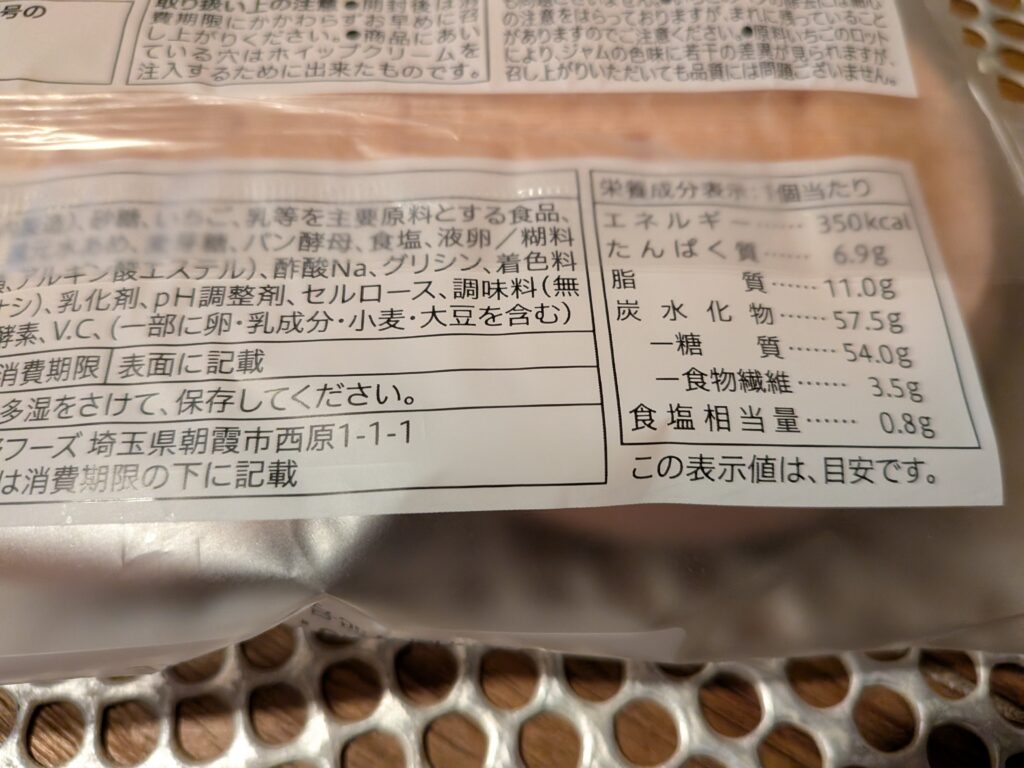 号の
取り扱い上の注意●開封後は消
費期限にかかわらずお早めに召
し上がりください。●商品にあい
ている穴はホイップクリームを
注入するために出来たものです。
の注意をはらっておりますが、まれに残っていること
がありますのでご注意ください。●原料いちごのロット
により、ジャムの色味に若干の差異が見られますが、
召し上がりいただいても品質には問題ございません。
、砂糖、いちご、乳等を主要原料とする食品、
、パン酵母、食塩、液卵／糊料
アルギン酸エステル)、酢酸Na、グリシン、着色料
ナシ)、乳化剤、pH調整剤、セルロース、調味料(無
酵素、V.C、(一部に卵・乳成分・小麦・大豆を含む)
消費期限 表面に記載
多湿をさけて、保存してください。
フーズ 埼玉県朝霞市西原1-1-1
は消費期限の下に記載
栄養成分表示:1個当たり
エネルギー……350kcal
たんぱく質……6.9g
脂質……11.0g
炭水化物……57.5g
－糖質……54.0g
－食物繊維……3.5g
食塩相当量……0.8g
この表示値は、目安です。